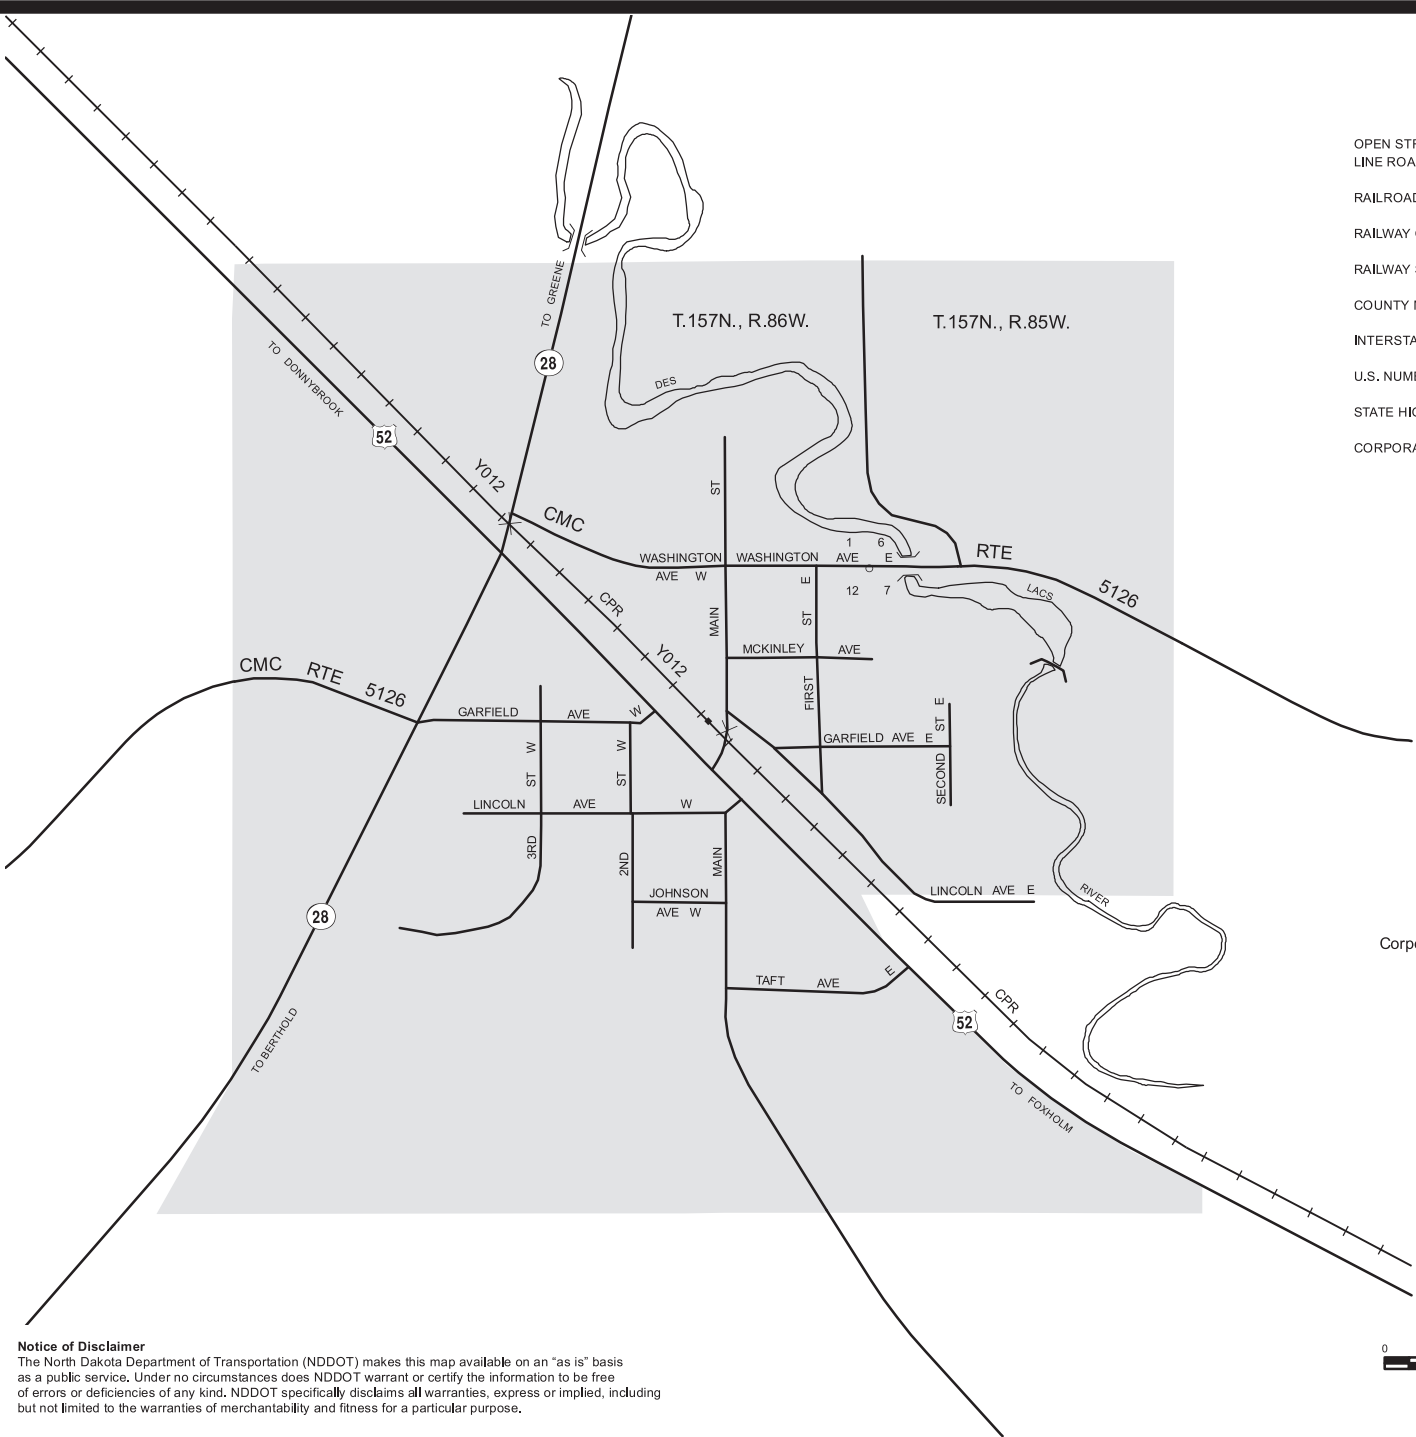 OPEN STR
LINE ROA
RAILROAD
RAILWAY
RAILWAY
COUNTY
INTERSTA
U.S. NUME
STATE HIG
CORPORA
TO GREENE
T.157N., R.86W.
T.157N., R.85W.
28
TO DONNYBROOK
DES
52
Y012
ST
CMC
1 6
WASHINGTON
WASHINGTON AVE E
RTE
AVE W
12 7
5126
LACS
CPR
MAIN
ST E
MCKINLEY AVE
Y012
CMC RTE 5126
FIRST
GARFIELD AVE W
GARFIELD AVE E
SECOND ST E
ST W
ST W
LINCOLN AVE W
3RD
2ND
MAIN
JOHNSON
AVE W
LINCOLN AVE E
RIVER
28
Corpo
TAFT AVE E
CPR
52
TO BERTHOLD
TO FOXHOLM
Notice of Disclaimer
The North Dakota Department of Transportation (NDDOT) makes this map available on an “as is” basis
as a public service. Under no circumstances does NDDOT warrant or certify the information to be free
of errors or deficiencies of any kind. NDDOT specifically disclaims all warranties, express or implied, including
but not limited to the warranties of merchantability and fitness for a particular purpose.
0